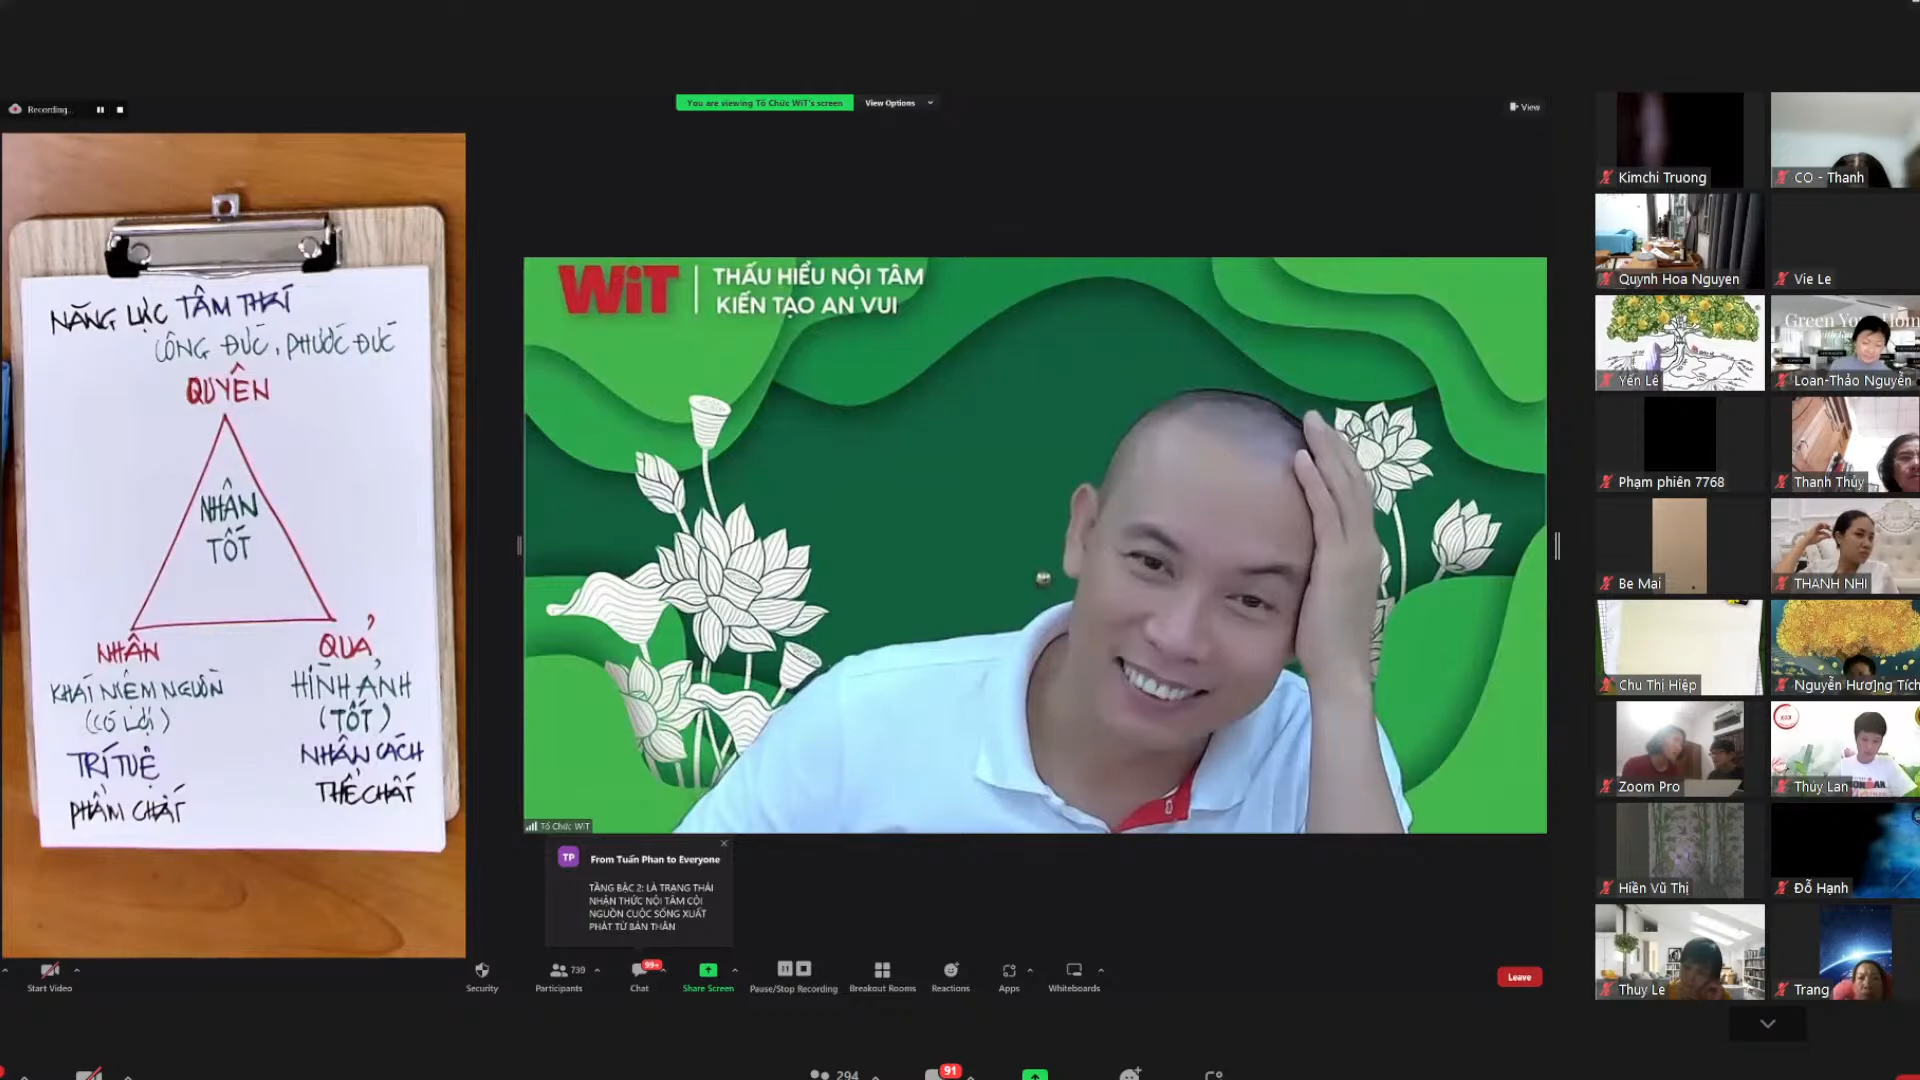 Recording...
You are viewing Tổ Chức WiT's screen
View Options
View
NĂNG LỰC TÂM THÁI
CÔNG ĐỨC, PHƯỚC ĐỨC
QUYỀN
NHÂN
TỐT
NHÂN
QUẢ
KHÁI NIỆM NGUỒN
(CÓ LỢI)
TRÍ TUỆ
PHẨM CHẤT
HÌNH ẢNH
(TỐT)
NHÂN CÁCH
THỂ CHẤT
WiT
THẤU HIỂU NỘI TÂM
KIẾN TẠO AN VUI
Tổ Chức WiT
TP
From Tuấn Phan to Everyone
TẦNG BẬC 2: LÀ TRẠNG THÁI
NHẬN THỨC NỘI TÂM CỘI
NGUỒN CUỘC SỐNG XUẤT
PHÁT TỪ BẢN THÂN
Start Video
Security
739
Participants
99+
Chat
Share Screen
Pause/Stop Recording
Breakout Rooms
Reactions
Apps
Whiteboards
Leave
Kimchi Truong
CO - Thanh
Quynh Hoa Nguyen
Vie Le
Yến Lê
Loan-Thảo Nguyễn
Phạm phiên 7768
Thanh Thủy
Be Mai
THANH NHI
Chu Thị Hiệp
Nguyễn Hương Tích
Zoom Pro
Thủy Lan
Hiền Vũ Thị
Đỗ Hạnh
Thuy Le
Trang
294
91